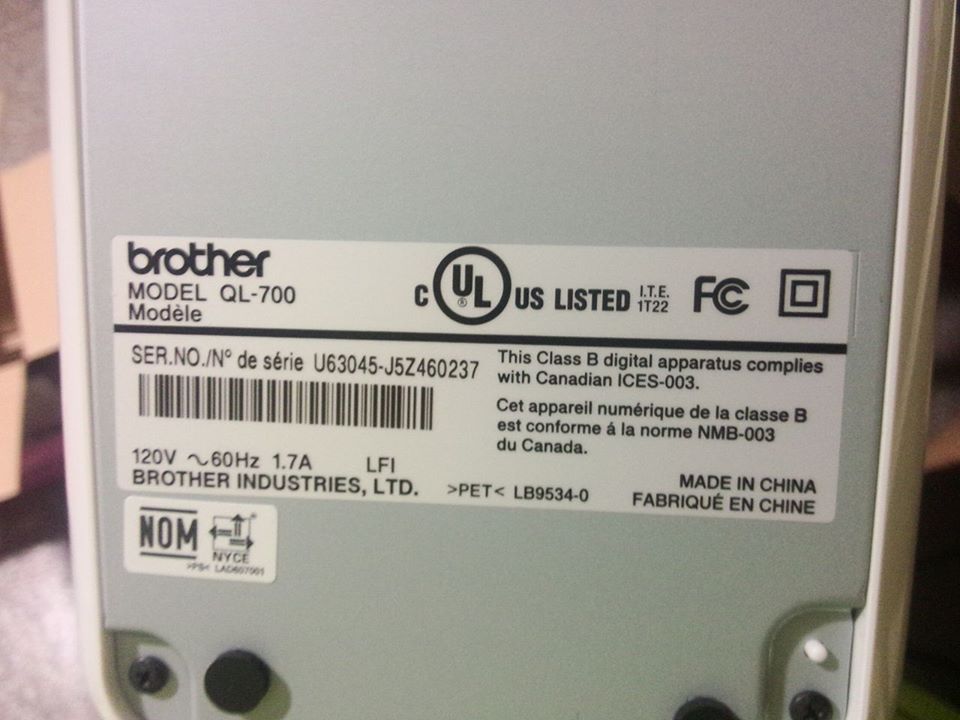 brother
MODEL QL-700
Modèle
C UL ® US LISTED I.T.E. 1T22 FC
SER.NO./Nº de série U63045-J5Z460237
This Class B digital apparatus complies
with Canadian ICES-003.
Cet appareil numérique de la classe B
est conforme á la norme NMB-003
du Canada.
120V ~60Hz 1.7A LFI
BROTHER INDUSTRIES, LTD.
>PET< LB9534-0
MADE IN CHINA
FABRIQUÉ EN CHINE
NOM
NYCE
>PS< LAD607001